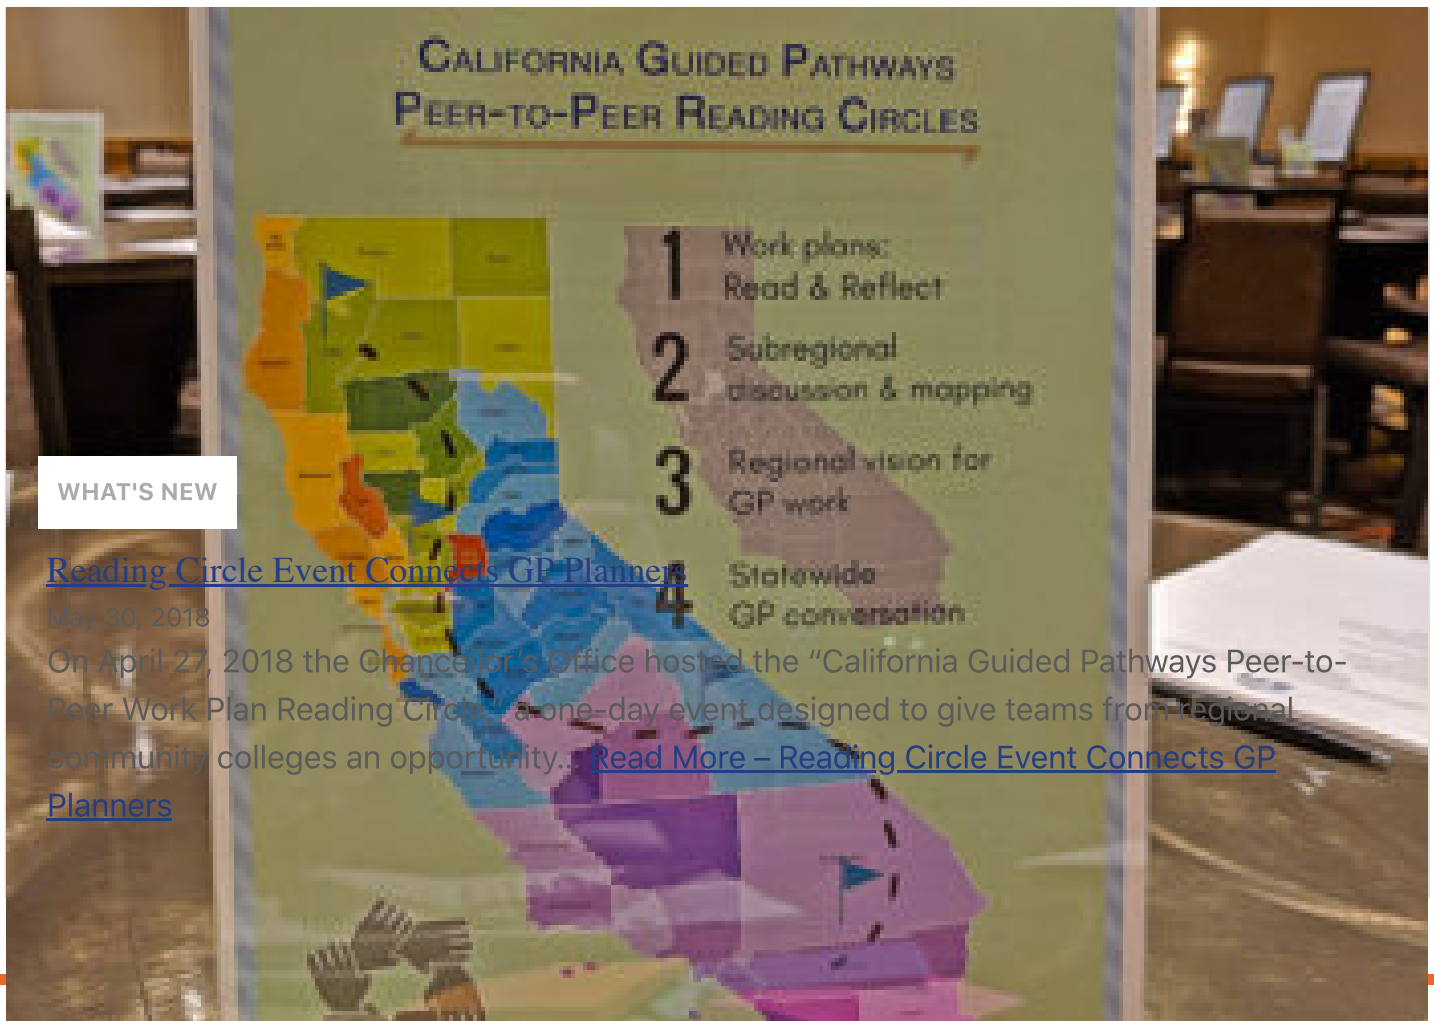 CALIFORNIA GUIDED PATHWAYS
PEER-TO-PEER READING CIRCLES
1 Work plans:
Read & Reflect
2 Subregional
discussion & mapping
3 Regional vision for
GP work
4 Statewide
GP conversation
WHAT'S NEW
Reading Circle Event Connects GP Planners
May 30, 2018
On April 27, 2018 the Chancellor's Office hosted the “California Guided Pathways Peer-to-
Peer Work Plan Reading Circle,” a one-day event designed to give teams from regional
community colleges an opportunity... Read More – Reading Circle Event Connects GP
Planners